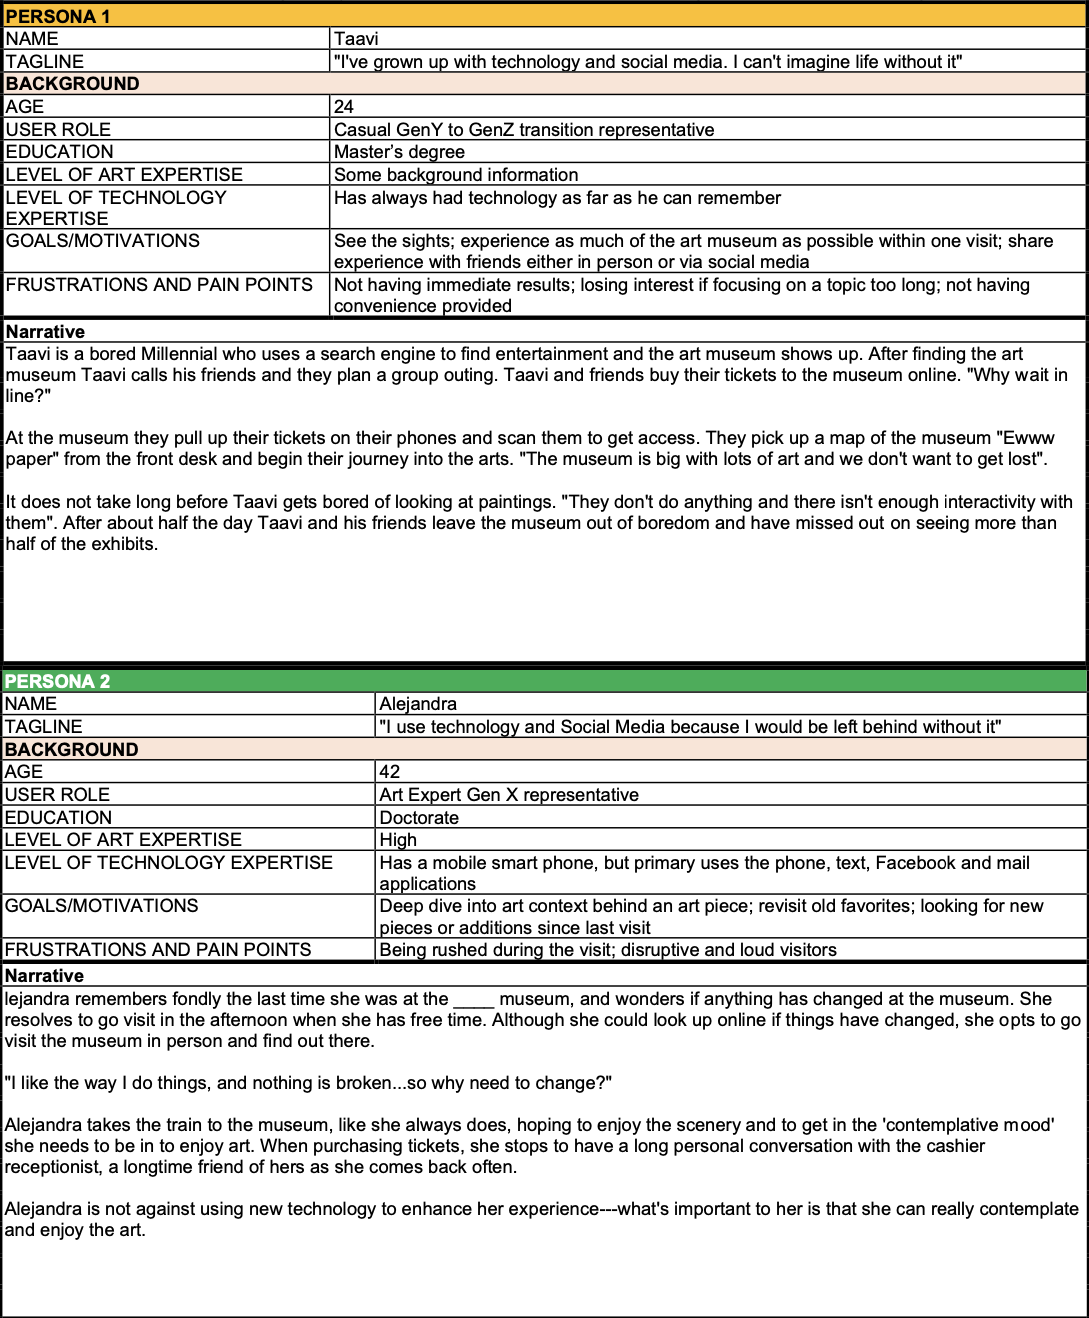 PERSONA 1
NAME Taavi
TAGLINE "I've grown up with technology and social media. I can't imagine life without it"
BACKGROUND
AGE 24
USER ROLE Casual GenY to GenZ transition representative
EDUCATION Master's degree
LEVEL OF ART EXPERTISE Some background information
LEVEL OF TECHNOLOGY Has always had technology as far as he can remember
EXPERTISE
GOALS/MOTIVATIONS See the sights; experience as much of the art museum as possible within one visit; share
experience with friends either in person or via social media
FRUSTRATIONS AND PAIN POINTS Not having immediate results; losing interest if focusing on a topic too long; not having
convenience provided
Narrative
Taavi is a bored Millennial who uses a search engine to find entertainment and the art museum shows up. After finding the art
museum Taavi calls his friends and they plan a group outing. Taavi and friends buy their tickets to the museum online. "Why wait in
line?"
At the museum they pull up their tickets on their phones and scan them to get access. They pick up a map of the museum "Ewww
paper" from the front desk and begin their journey into the arts. "The museum is big with lots of art and we don't want to get lost".
It does not take long before Taavi gets bored of looking at paintings. "They don't do anything and there isn't enough interactivity with
them". After about half the day Taavi and his friends leave the museum out of boredom and have missed out on seeing more than
half of the exhibits.
PERSONA 2
NAME Alejandra
TAGLINE "I use technology and Social Media because I would be left behind without it"
BACKGROUND
AGE 42
USER ROLE Art Expert Gen X representative
EDUCATION Doctorate
LEVEL OF ART EXPERTISE High
LEVEL OF TECHNOLOGY EXPERTISE Has a mobile smart phone, but primary uses the phone, text, Facebook and mail
applications
GOALS/MOTIVATIONS Deep dive into art context behind an art piece; revisit old favorites; looking for new
pieces or additions since last visit
FRUSTRATIONS AND PAIN POINTS Being rushed during the visit; disruptive and loud visitors
Narrative
lejandra remembers fondly the last time she was at the ____ museum, and wonders if anything has changed at the museum. She
resolves to go visit in the afternoon when she has free time. Although she could look up online if things have changed, she opts to go
visit the museum in person and find out there.
"I like the way I do things, and nothing is broken...so why need to change?"
Alejandra takes the train to the museum, like she always does, hoping to enjoy the scenery and to get in the 'contemplative mood'
she needs to be in to enjoy art. When purchasing tickets, she stops to have a long personal conversation with the cashier
receptionist, a longtime friend of hers as she comes back often.
Alejandra is not against using new technology to enhance her experience---what's important to her is that she can really contemplate
and enjoy the art.